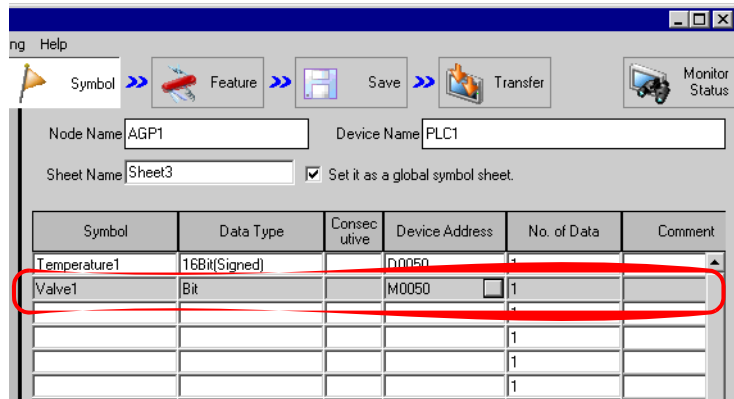 ng Help
Symbol Feature Save Transfer Monitor Status
Node Name AGP1 Device Name PLC1
Sheet Name Sheet3 Set it as a global symbol sheet.
Symbol Data Type Consec utive Device Address No. of Data Comment
Temperature1 16Bit(Signed) D0050 1
Valve1 Bit M0050 1
1
1
1
1